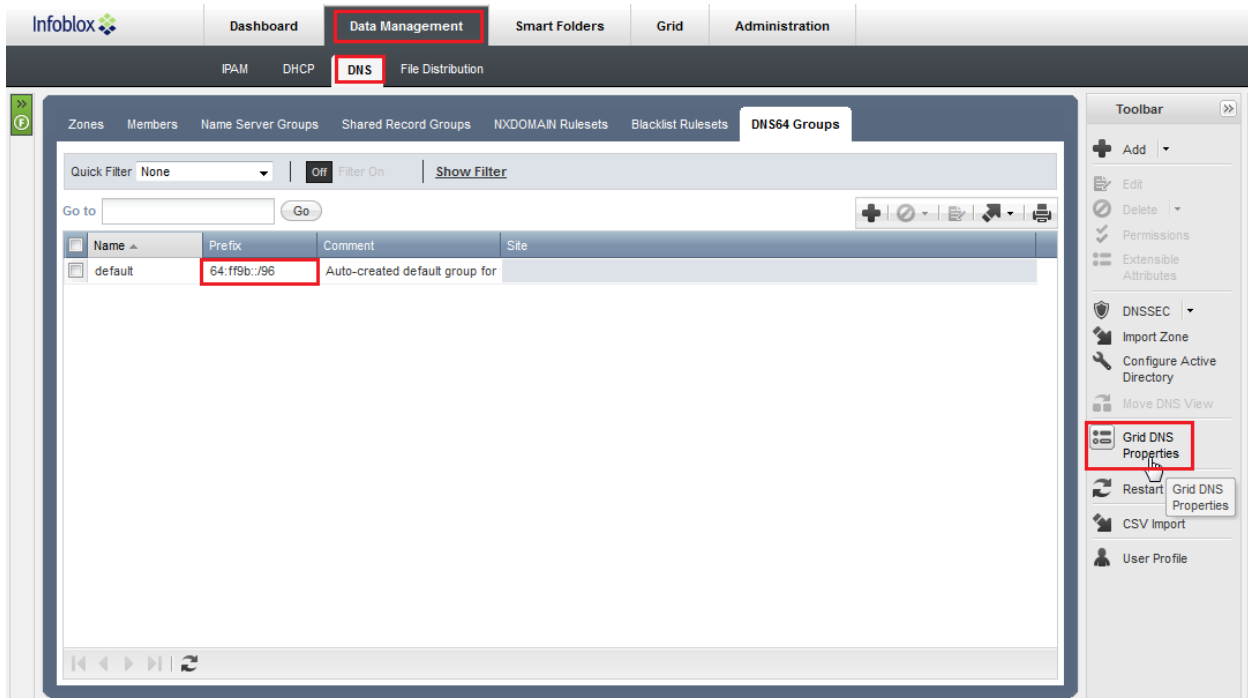 Infoblox Dashboard Data Management Smart Folders Grid Administration
IPAM DHCP DNS File Distribution
Zones Members Name Server Groups Shared Record Groups NXDOMAIN Rulesets Blacklist Rulesets DNS64 Groups
Quick Filter None Off Filter On Show Filter
Go to Go
Name Prefix Comment Site
default 64:ff9b::/96 Auto-created default group for
Toolbar
Add
Edit
Delete
Permissions
Extensible
Attributes
DNSSEC
Import Zone
Configure Active
Directory
Move DNS View
Grid DNS
Properties
Restart
Grid DNS
Properties
CSV Import
User Profile